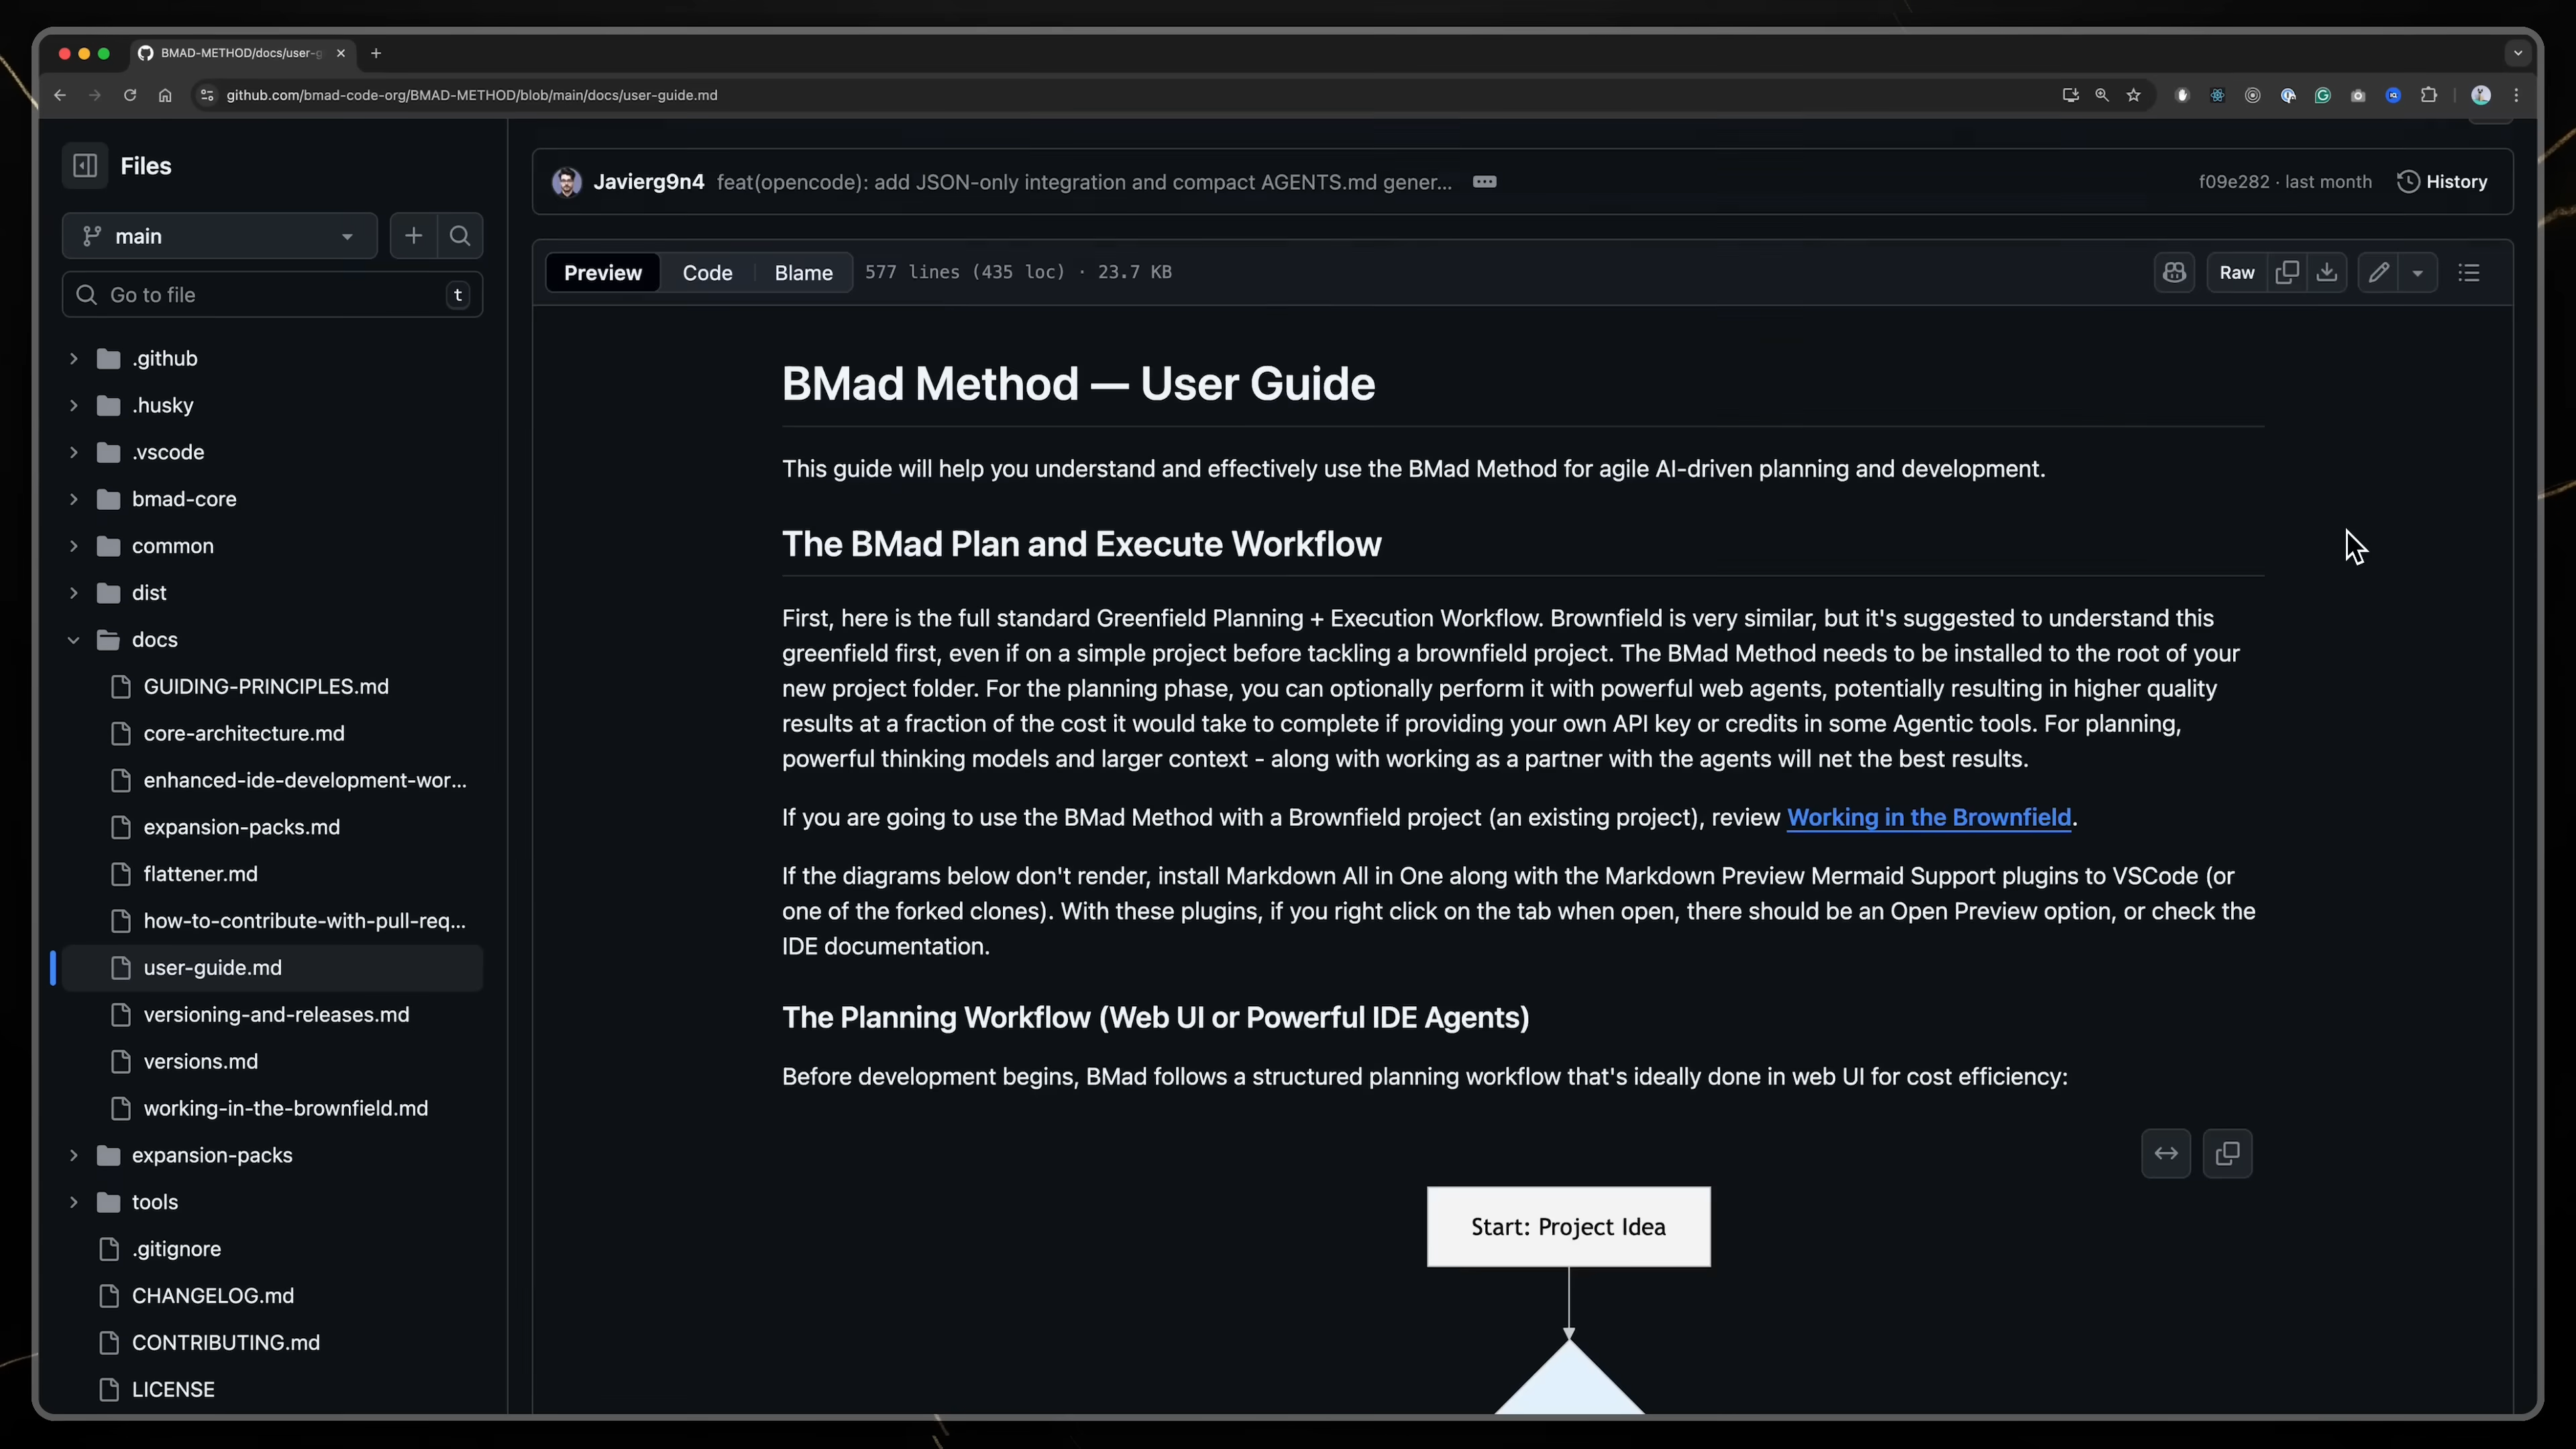 BMAD-METHOD/docs/user-g
github.com/bmad-code-org/BMAD-METHOD/blob/main/docs/user-guide.md
Files
main
Go to file
t
.github
.husky
.vscode
bmad-core
common
dist
docs
GUIDING-PRINCIPLES.md
core-architecture.md
enhanced-ide-development-wor...
expansion-packs.md
flattener.md
how-to-contribute-with-pull-req...
user-guide.md
versioning-and-releases.md
versions.md
working-in-the-brownfield.md
expansion-packs
tools
.gitignore
CHANGELOG.md
CONTRIBUTING.md
LICENSE
Javierg9n4 feat(opencode): add JSON-only integration and compact AGENTS.md gener...
f09e282 · last month History
Preview Code Blame 577 lines (435 loc) · 23.7 KB
Raw
BMad Method — User Guide
This guide will help you understand and effectively use the BMad Method for agile AI-driven planning and development.
The BMad Plan and Execute Workflow
First, here is the full standard Greenfield Planning + Execution Workflow. Brownfield is very similar, but it's suggested to understand this
greenfield first, even if on a simple project before tackling a brownfield project. The BMad Method needs to be installed to the root of your
new project folder. For the planning phase, you can optionally perform it with powerful web agents, potentially resulting in higher quality
results at a fraction of the cost it would take to complete if providing your own API key or credits in some Agentic tools. For planning,
powerful thinking models and larger context - along with working as a partner with the agents will net the best results.
If you are going to use the BMad Method with a Brownfield project (an existing project), review Working in the Brownfield.
If the diagrams below don't render, install Markdown All in One along with the Markdown Preview Mermaid Support plugins to VSCode (or
one of the forked clones). With these plugins, if you right click on the tab when open, there should be an Open Preview option, or check the
IDE documentation.
The Planning Workflow (Web UI or Powerful IDE Agents)
Before development begins, BMad follows a structured planning workflow that's ideally done in web UI for cost efficiency:
Start: Project Idea